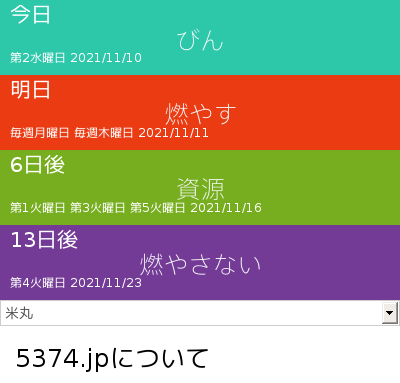 今日
びん
第2水曜日 2021/11/10
明日
燃やす
毎週月曜日 毎週木曜日 2021/11/11
6日後
資源
第1火曜日 第3火曜日 第5火曜日 2021/11/16
13日後
燃やさない
第4火曜日 2021/11/23
米丸
5374.jpについて